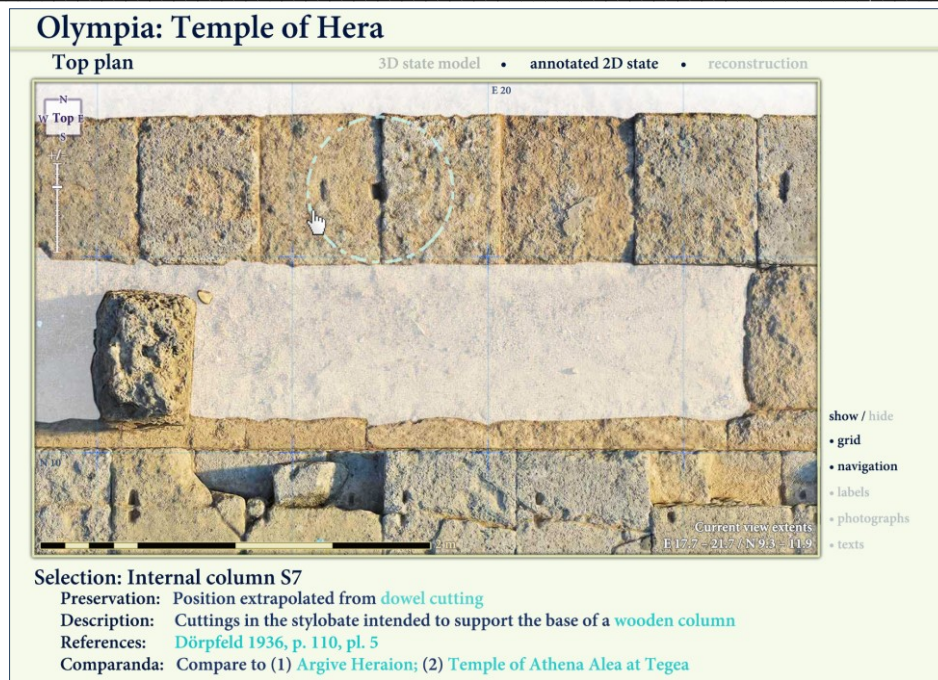 Olympia: Temple of Hera
Top plan
3D state model • annotated 2D state • reconstruction
E 20
N
W Top E
S
N 10
show / hide
• grid
• navigation
• labels
• photographs
• texts
Current view extents
E 17.7 – 21.7 / N 9.3 – 11.9
2 m
Selection: Internal column S7
Preservation: Position extrapolated from dowel cutting
Description: Cuttings in the stylobate intended to support the base of a wooden column
References: Dörpfeld 1936, p. 110, pl. 5
Comparanda: Compare to (1) Argive Heraion; (2) Temple of Athena Alea at Tegea